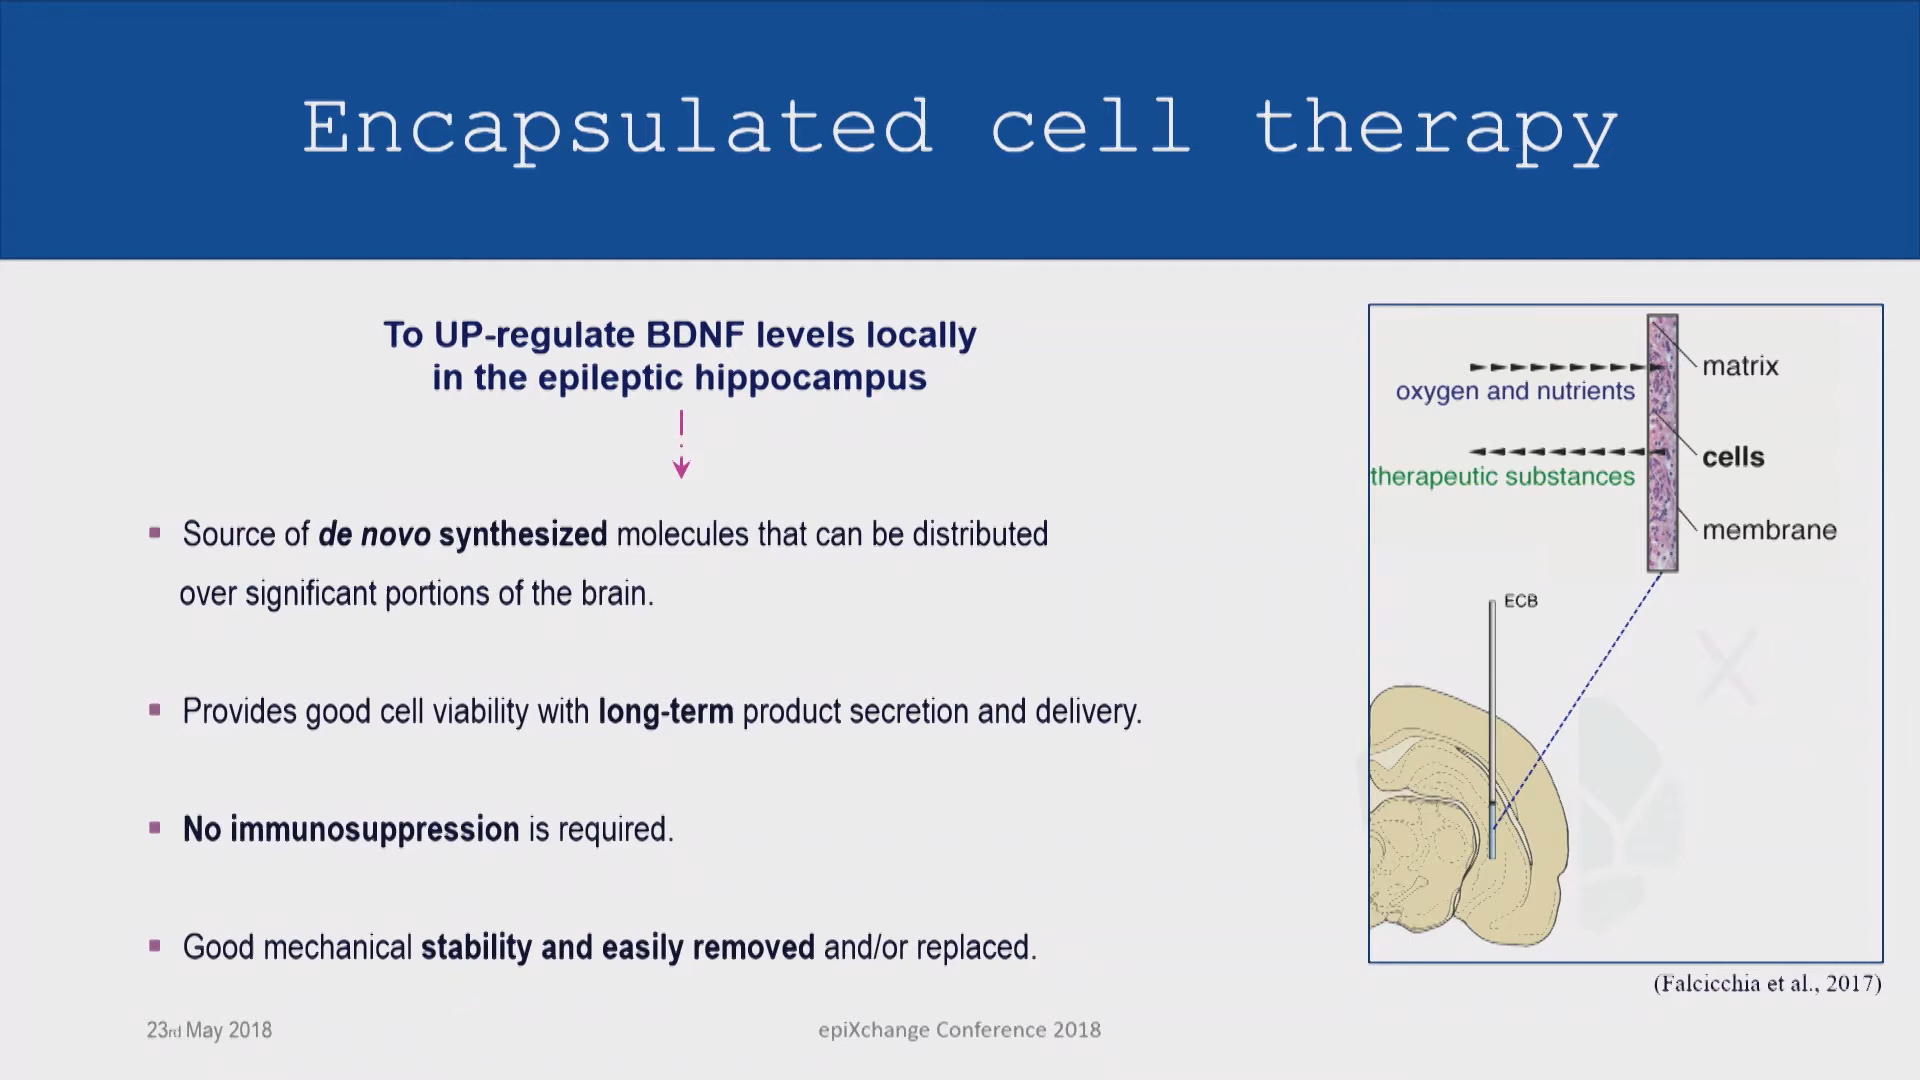 Encapsulated cell therapy
To UP-regulate BDNF levels locally
in the epileptic hippocampus
Source of de novo synthesized molecules that can be distributed
over significant portions of the brain.
Provides good cell viability with long-term product secretion and delivery.
No immunosuppression is required.
Good mechanical stability and easily removed and/or replaced.
matrix
oxygen and nutrients
cells
therapeutic substances
membrane
ECB
(Falcicchia et al., 2017)
23rd May 2018
epiXchange Conference 2018